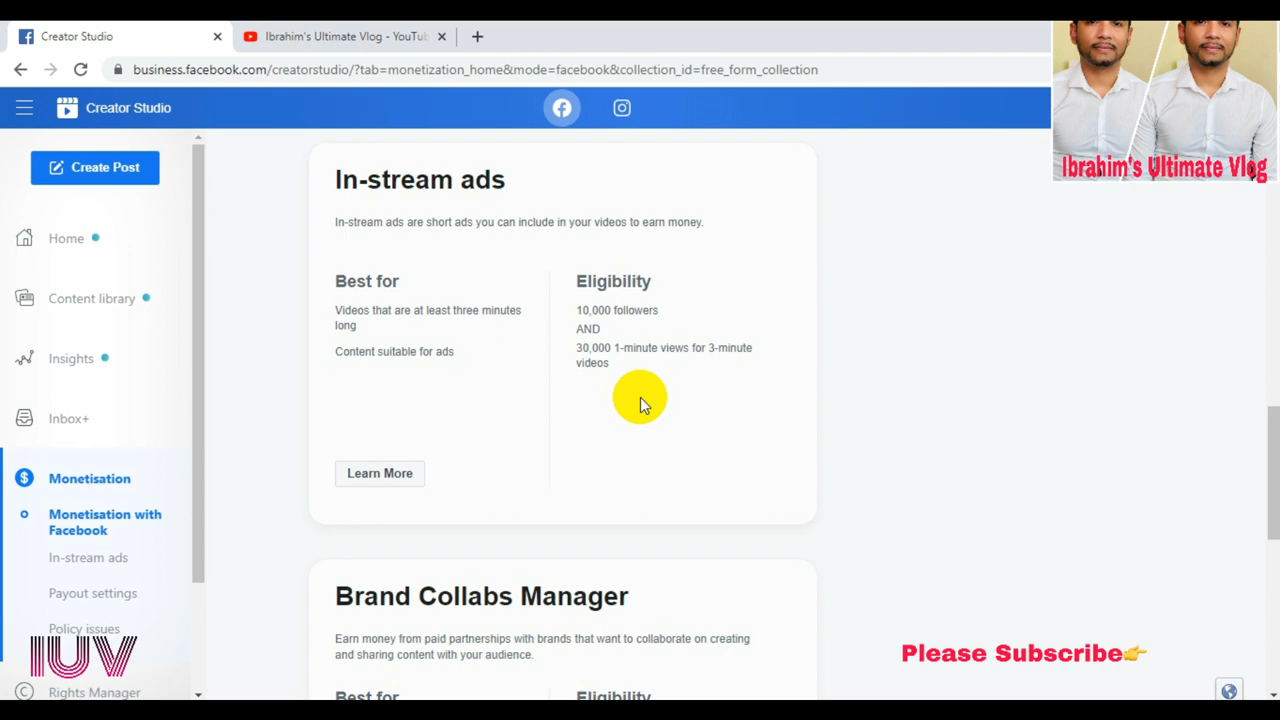 Creator Studio
Ibrahim's Ultimate Vlog - YouTub
business.facebook.com/creatorstudio/?tab=monetization_home&mode=facebook&collection_id=free_form_collection
Creator Studio
Ibrahim's Ultimate Vlog
Create Post
Home
Content library
Insights
Inbox+
Monetisation
Monetisation with
Facebook
In-stream ads
Payout settings
Policy issues
IUV
Rights Manager
In-stream ads
In-stream ads are short ads you can include in your videos to earn money.
Best for
Videos that are at least three minutes
long
Content suitable for ads
Eligibility
10,000 followers
AND
30,000 1-minute views for 3-minute
videos
Learn More
Brand Collabs Manager
Earn money from paid partnerships with brands that want to collaborate on creating
and sharing content with your audience.
Best for
Eligibility
Please Subscribe👉